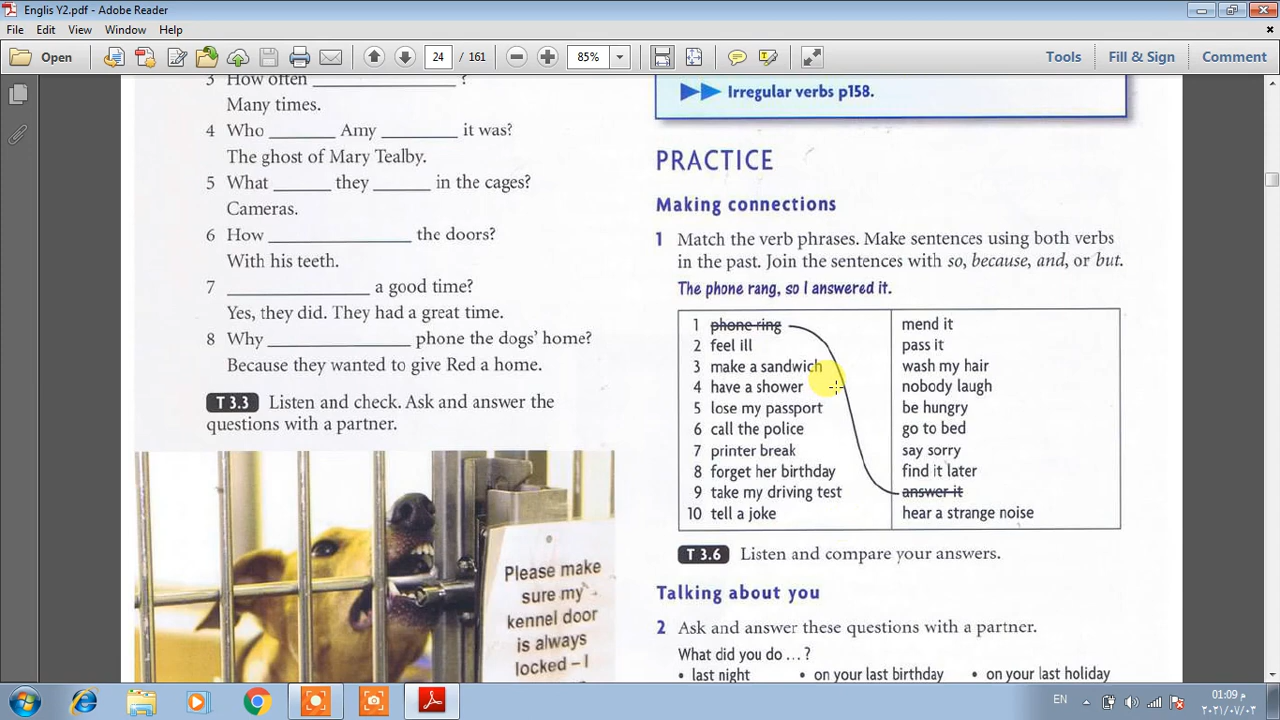 Englis Y2.pdf - Adobe Reader
File Edit View Window Help
Open 24 / 161 85% Tools Fill & Sign Comment
3 How often ____________ ?
Many times.
4 Who ______ Amy ______ it was?
The ghost of Mary Tealby.
5 What ______ they ______ in the cages?
Cameras.
6 How ____________ the doors?
With his teeth.
7 ____________ a good time?
Yes, they did. They had a great time.
8 Why ____________ phone the dogs' home?
Because they wanted to give Red a home.
T 3.3 Listen and check. Ask and answer the
questions with a partner.
Please make
sure my
kennel door
is always
locked – I
Irregular verbs p158.
PRACTICE
Making connections
1 Match the verb phrases. Make sentences using both verbs
in the past. Join the sentences with so, because, and, or but.
The phone rang, so I answered it.
1 phone ring mend it
2 feel ill pass it
3 make a sandwich wash my hair
4 have a shower nobody laugh
5 lose my passport be hungry
6 call the police go to bed
7 printer break say sorry
8 forget her birthday find it later
9 take my driving test answer it
10 tell a joke hear a strange noise
T 3.6 Listen and compare your answers.
Talking about you
2 Ask and answer these questions with a partner.
What did you do ... ?
• last night • on your last birthday • on your last holiday
EN
01:09 م
٢٠٢١/٠٧/٠٣